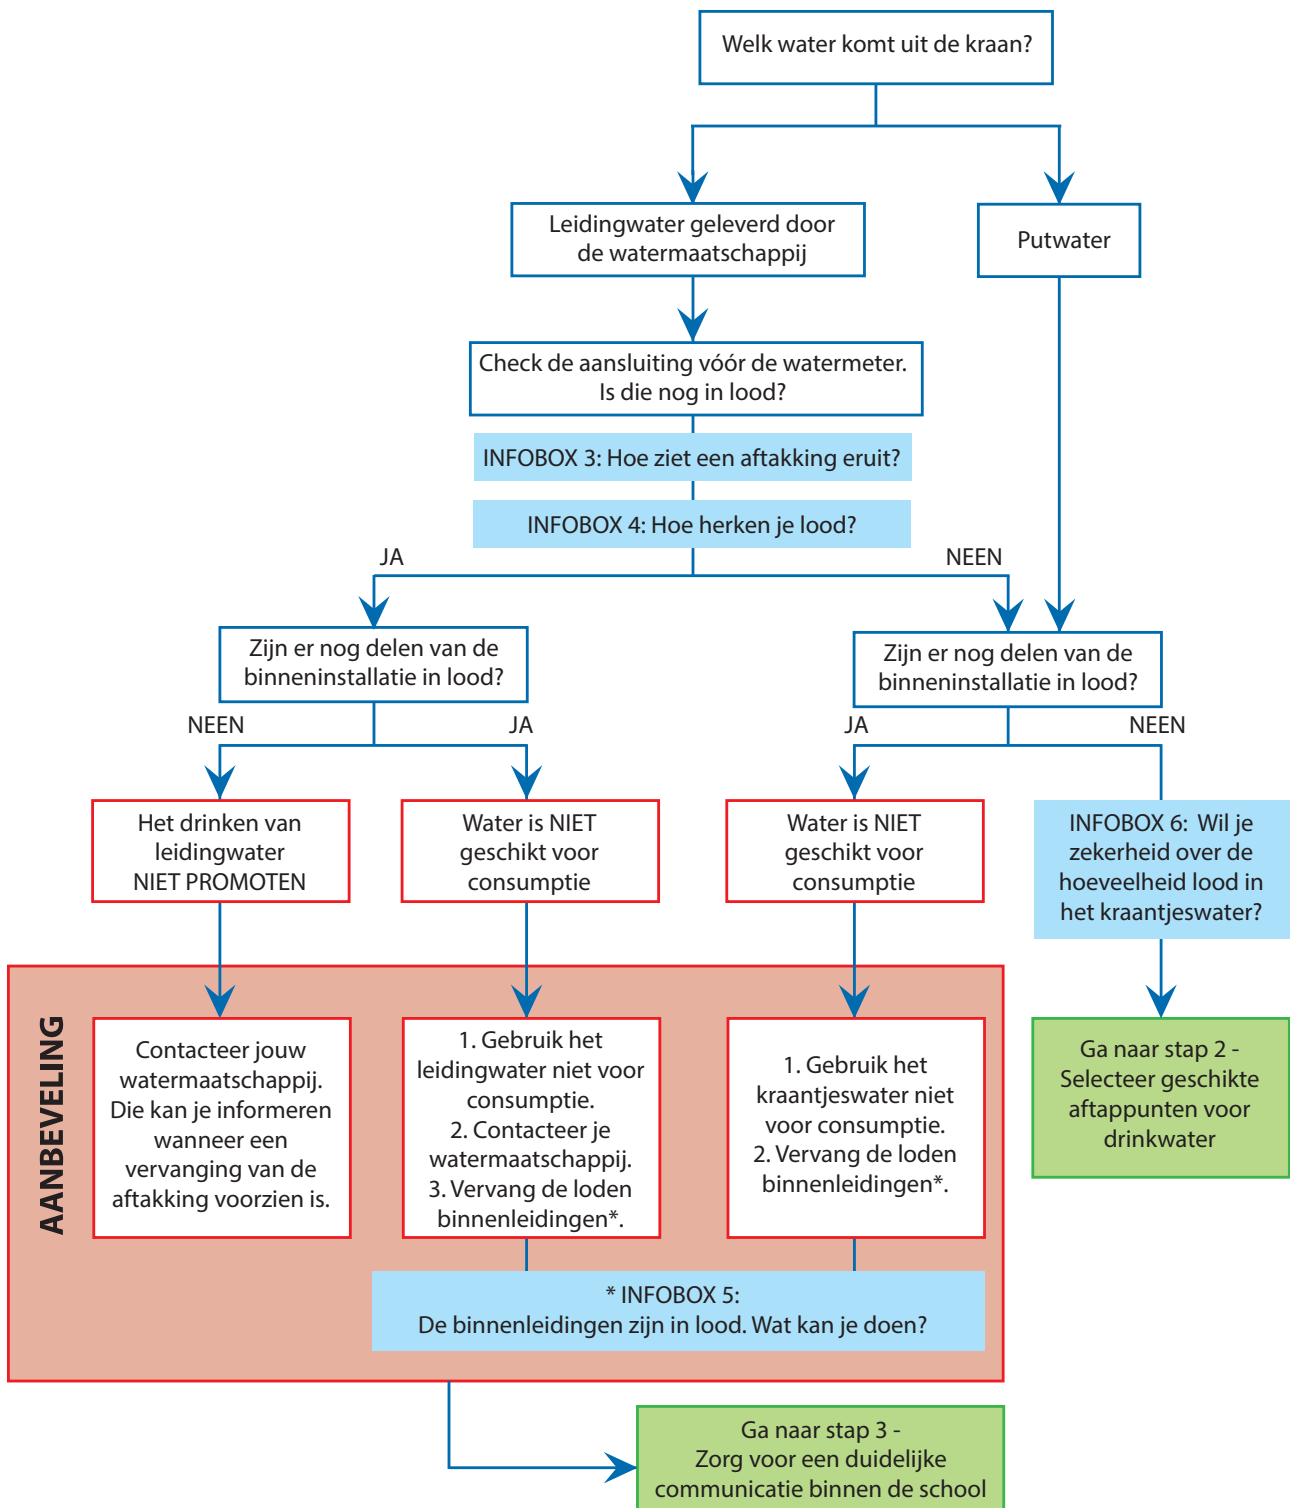 Welk water komt uit de kraan?
Leidingwater geleverd door
de watermaatschappij
Putwater
Check de aansluiting vóór de watermeter.
Is die nog in lood?
INFOBOX 3: Hoe ziet een aftakking eruit?
INFOBOX 4: Hoe herken je lood?
JA
NEEN
Zijn er nog delen van de
binneninstallatie in lood?
Zijn er nog delen van de
binneninstallatie in lood?
NEEN
JA
JA
NEEN
Het drinken van
leidingwater
NIET PROMOTEN
Water is NIET
geschikt voor
consumptie
Water is NIET
geschikt voor
consumptie
INFOBOX 6: Wil je
zekerheid over de
hoeveelheid lood in
het kraantjeswater?
AANBEVELING
Contacteer jouw
watermaatschappij.
Die kan je informeren
wanneer een
vervanging van de
aftakking voorzien is.
1. Gebruik het
leidingwater niet voor
consumptie.
2. Contacteer je
watermaatschappij.
3. Vervang de loden
binnenleidingen*.
1. Gebruik het
kraantjeswater niet
voor consumptie.
2. Vervang de loden
binnenleidingen*.
Ga naar stap 2 -
Selecteer geschikte
aftappunten voor
drinkwater
* INFOBOX 5:
De binnenleidingen zijn in lood. Wat kan je doen?
Ga naar stap 3 -
Zorg voor een duidelijke
communicatie binnen de school